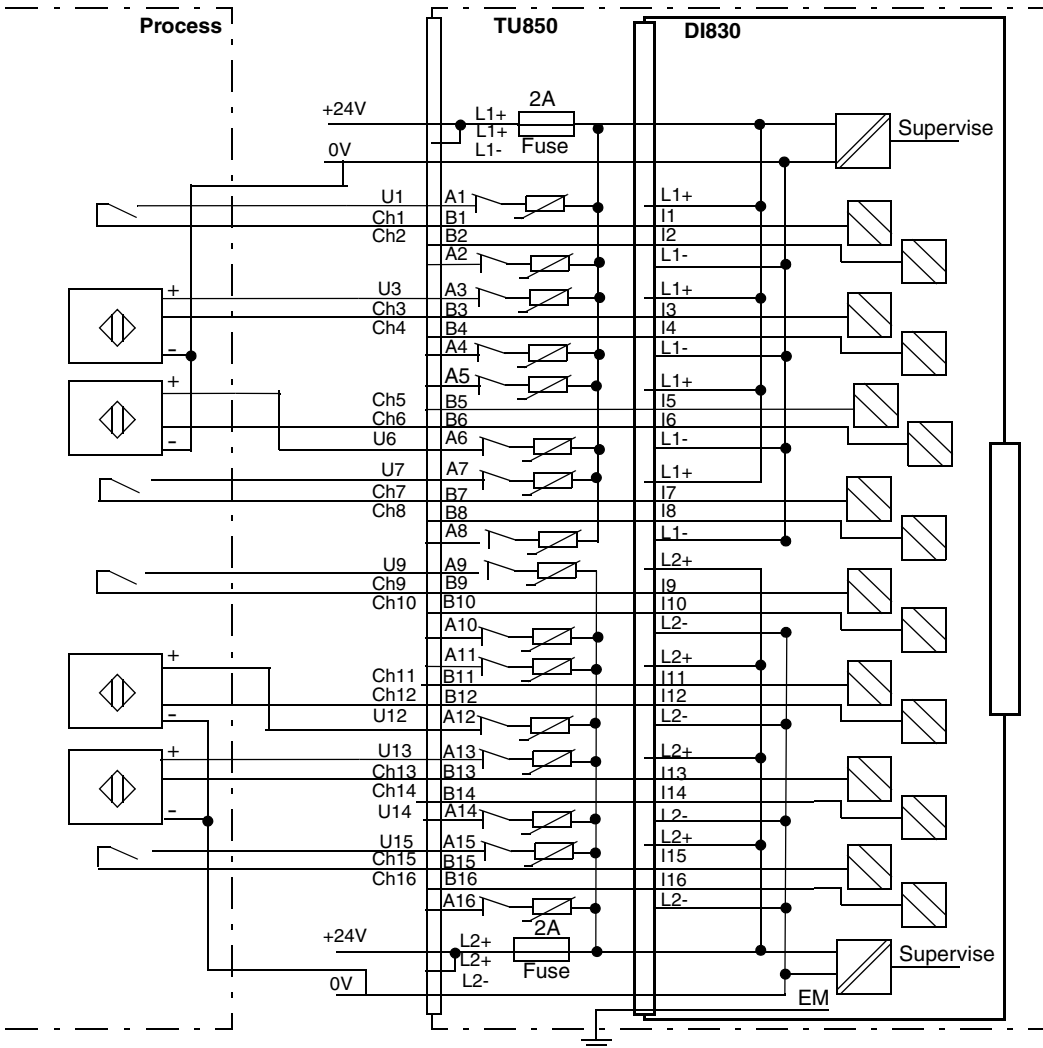 Process
TU850
DI830
+24V
L1+
2A
L1+
Fuse
L1-
Supervise
0V
U1
A1
L1+
Ch1
B1
I1
Ch2
B2
I2
A2
L1-
U3
A3
L1+
+
Ch3
B3
I3
Ch4
B4
I4
-
A4
L1-
+
A5
L1+
Ch5
B5
I5
Ch6
B6
I6
-
U6
A6
L1-
U7
A7
L1+
Ch7
B7
I7
Ch8
B8
I8
A8
L1-
U9
A9
L2+
Ch9
B9
I9
Ch10
B10
I10
A10
L2-
+
A11
L2+
Ch11
B11
I11
Ch12
B12
I12
-
U12
A12
L2-
+
U13
A13
L2+
Ch13
B13
I13
Ch14
B14
I14
-
U14
A14
L2-
U15
A15
L2+
Ch15
B15
I15
Ch16
B16
I16
A16
L2-
+24V
L2+
2A
L2+
Fuse
Supervise
0V
L2-
EM